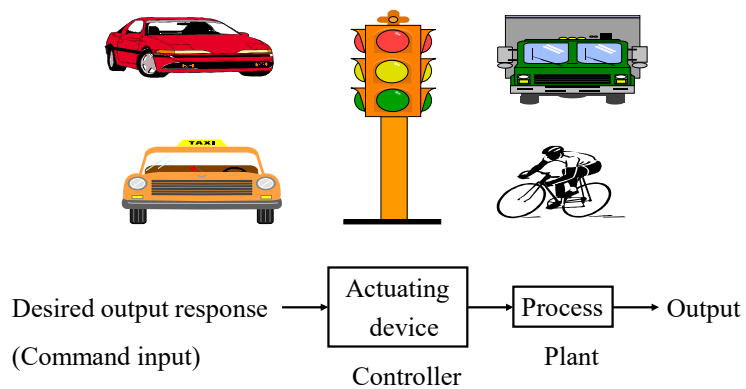 TAXI
Desired output response
(Command input)
Actuating
device
Controller
Process
Plant
Output